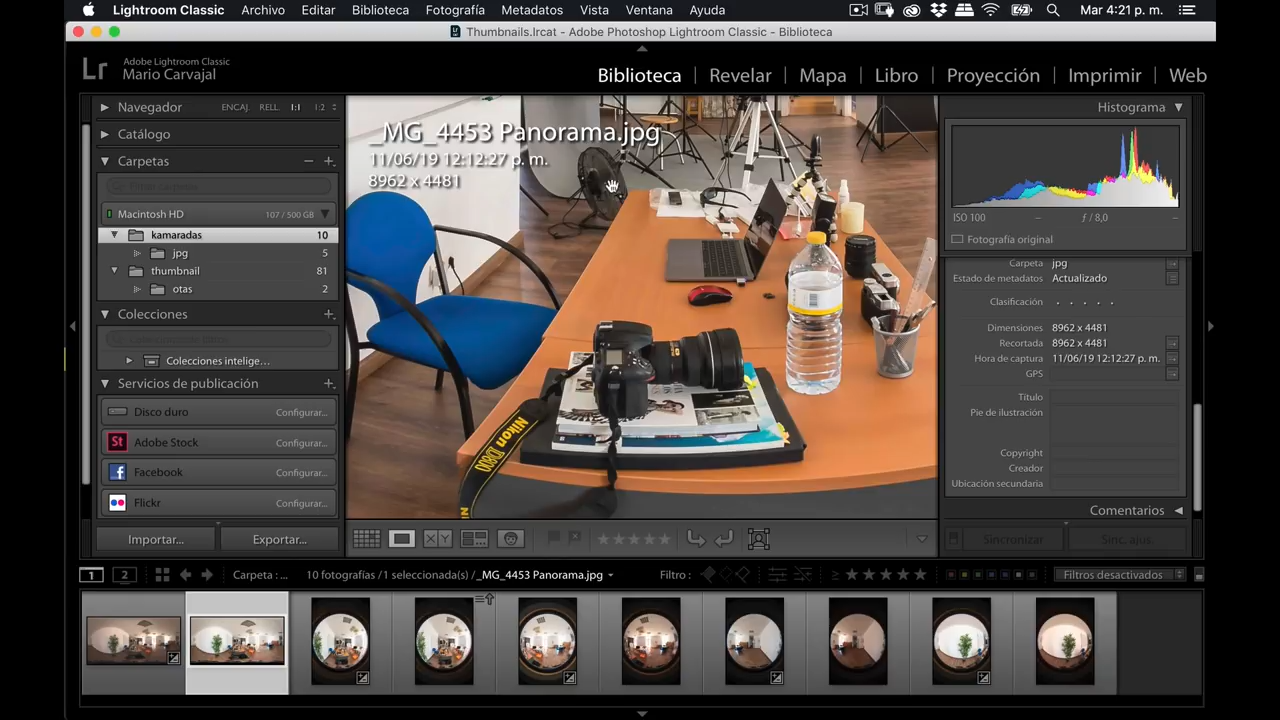 Lightroom Classic Archivo Editar Biblioteca Fotografía Metadatos Vista Ventana Ayuda Mar 4:21 p. m.
Thumbnails.lrcat - Adobe Photoshop Lightroom Classic - Biblioteca
Lr Adobe Lightroom Classic
Mario Carvajal
Biblioteca | Revelar | Mapa | Libro | Proyección | Imprimir | Web
Navegador ENCAJ. RELL. 1:1 1:2
Catálogo
Carpetas
Filtrar carpetas
Macintosh HD 107 / 500 GB
kamaradas 10
jpg 5
thumbnail 81
otas 2
Colecciones
Colecciones intelige...
Servicios de publicación
Disco duro Configurar...
St Adobe Stock Configurar...
Facebook Configurar...
Flickr Configurar...
Importar... Exportar...
_MG_4453 Panorama.jpg
11/06/19 12:12:27 p. m.
8962 x 4481
Nikon D810
Histograma
ISO 100 – ƒ / 8,0 –
Fotografía original
Carpeta jpg
Estado de metadatos Actualizado
Clasificación . . . . .
Dimensiones 8962 x 4481
Recortada 8962 x 4481
Hora de captura 11/06/19 12:12:27 p. m.
GPS
Título
Pie de ilustración
Copyright
Creador
Ubicación secundaria
Comentarios
Sincronizar Sinc. ajus.
X Y
1 2 Carpeta : ... 10 fotografías /1 seleccionada(s) /_MG_4453 Panorama.jpg Filtro : ≥ Filtros desactivados